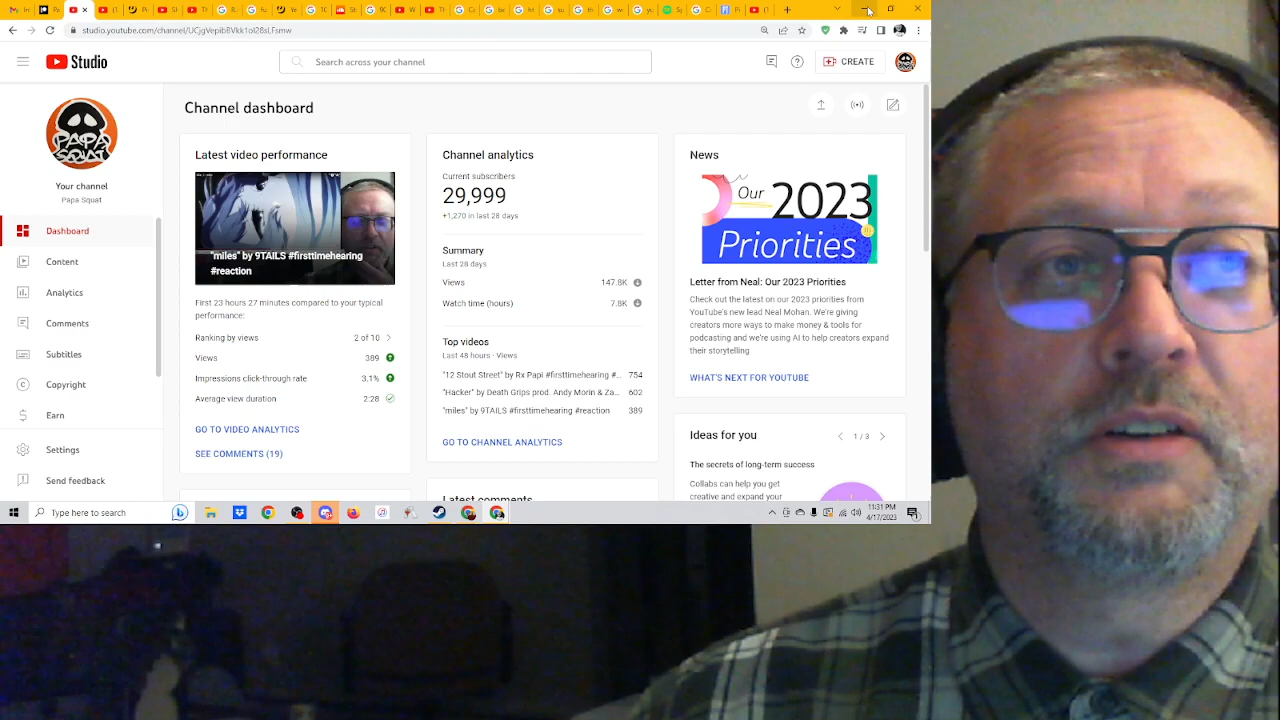 studio.youtube.com/channel/UCjgVepibBVkk1oI28sLFsmw
Studio
Search across your channel
CREATE
PAPA
SQUAT
Your channel
Papa Squat
Dashboard
Content
Analytics
Comments
Subtitles
Copyright
Earn
Settings
Send feedback
Channel dashboard
Latest video performance
"miles" by 9TAILS #firsttimehearing
#reaction
First 23 hours 27 minutes compared to your typical
performance:
Ranking by views 2 of 10
Views 389
Impressions click-through rate 3.1%
Average view duration 2:28
GO TO VIDEO ANALYTICS
SEE COMMENTS (19)
Channel analytics
Current subscribers
29,999
+1,270 in last 28 days
Summary
Last 28 days
Views 147.8K
Watch time (hours) 7.8K
Top videos
Last 48 hours · Views
"12 Stout Street" by Rx Papi #firsttimehearing #... 754
"Hacker" by Death Grips prod. Andy Morin & Za... 602
"miles" by 9TAILS #firsttimehearing #reaction 389
GO TO CHANNEL ANALYTICS
Latest comments
News
Our 2023
Priorities
Letter from Neal: Our 2023 Priorities
Check out the latest on our 2023 priorities from
YouTube's new lead Neal Mohan. We're giving
creators more ways to make money & tools for
podcasting and we're using AI to help creators expand
their storytelling
WHAT'S NEXT FOR YOUTUBE
Ideas for you
1 / 3
The secrets of long-term success
Collabs can help you get
creative and expand your
Type here to search
11:31 PM
4/17/2023